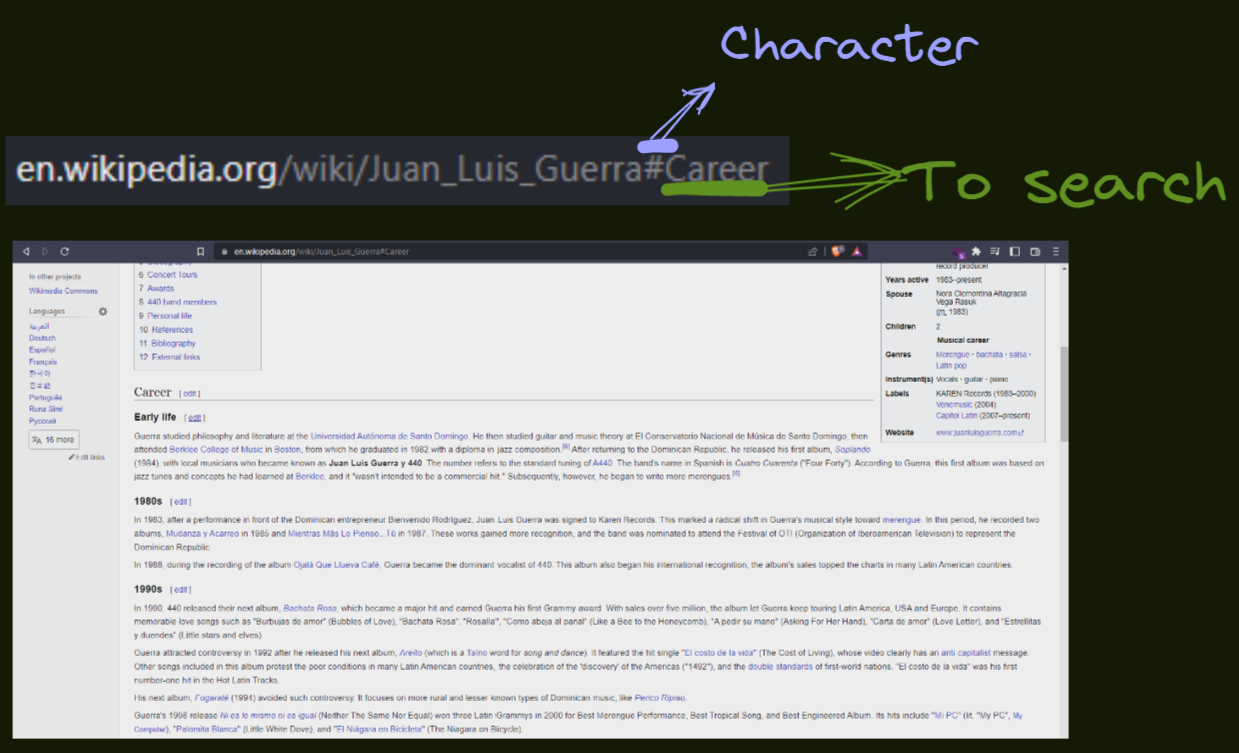 Character
en.wikipedia.org/wiki/Juan_Luis_Guerra#Career
To search
en.wikipedia.org/wiki/Juan_Luis_Guerra#Career
In other projects
Wikimedia Commons
Languages
العربية
Deutsch
Español
Français
한국어
日本語
Português
Runa Simi
Русский
16 more
Edit links
6 Concert Tours
7 Awards
8 440 band members
9 Personal life
10 References
11 Bibliography
12 External links
record producer
Years active 1983–present
Spouse Nora Clementina Altagracia
Vega Rasuk
(m. 1983)
Children 2
Musical career
Genres Merengue · bachata · salsa ·
Latin pop
Instrument(s) Vocals · guitar · piano
Labels KAREN Records (1983–2000)
Venemusic (2004)
Capitol Latin (2007–present)
Website www.juanluisguerra.com
Career [edit]
Early life [edit]
Guerra studied philosophy and literature at the Universidad Autónoma de Santo Domingo. He then studied guitar and music theory at El Conservatorio Nacional de Música de Santo Domingo, then
attended Berklee College of Music in Boston, from which he graduated in 1982 with a diploma in jazz composition.[6] After returning to the Dominican Republic, he released his first album, Soplando
(1984), with local musicians who became known as Juan Luis Guerra y 440. The number refers to the standard tuning of A440. The band's name in Spanish is Cuatro Cuarenta ("Four Forty"). According to Guerra, this first album was based on
jazz tunes and concepts he had learned at Berklee, and it "wasn't intended to be a commercial hit." Subsequently, however, he began to write more merengues.[6]
1980s [edit]
In 1983, after a performance in front of the Dominican entrepreneur Bienvenido Rodríguez, Juan Luis Guerra was signed to Karen Records. This marked a radical shift in Guerra's musical style toward merengue. In this period, he recorded two
albums, Mudanza y Acarreo in 1985 and Mientras Más Lo Pienso...Tú in 1987. These works gained more recognition, and the band was nominated to attend the Festival of OTI (Organization of Iberoamerican Television) to represent the
Dominican Republic.
In 1988, during the recording of the album Ojalá Que Llueva Café, Guerra became the dominant vocalist of 440. This album also began his international recognition, the album's sales topped the charts in many Latin American countries.
1990s [edit]
In 1990, 440 released their next album, Bachata Rosa, which became a major hit and earned Guerra his first Grammy award. With sales over five million, the album let Guerra keep touring Latin America, USA and Europe. It contains
memorable love songs such as "Burbujas de amor" (Bubbles of Love), "Bachata Rosa", "Rosalía", "Como abeja al panal" (Like a Bee to the Honeycomb), "A pedir su mano" (Asking For Her Hand), "Carta de amor" (Love Letter), and "Estrellitas
y duendes" (Little stars and elves).
Guerra attracted controversy in 1992 after he released his next album, Areíto (which is a Taíno word for song and dance). It featured the hit single "El costo de la vida" (The Cost of Living), whose video clearly has an anti capitalist message.
Other songs included in this album protest the poor conditions in many Latin American countries, the celebration of the 'discovery' of the Americas ("1492"), and the double standards of first-world nations. "El costo de la vida" was his first
number-one hit in the Hot Latin Tracks.
His next album, Fogaraté (1994) avoided such controversy. It focuses on more rural and lesser known types of Dominican music, like Perico Ripiao.
Guerra's 1998 release Ni es lo mismo ni es igual (Neither The Same Nor Equal) won three Latin Grammys in 2000 for Best Merengue Performance, Best Tropical Song, and Best Engineered Album. Its hits include "Mi PC" (lit. "My PC", My
Computer), "Palomita Blanca" (Little White Dove), and "El Niágara en Bicicleta" (The Niagara on Bicycle).